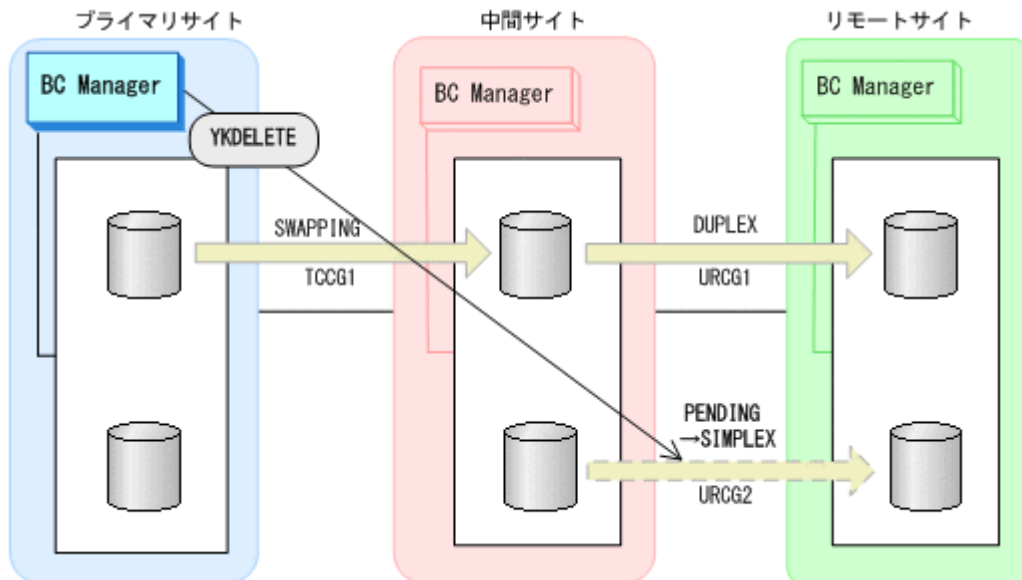 プライマリサイト
中間サイト
リモートサイト
BC Manager
BC Manager
BC Manager
YKDELETE
SWAPPING
TCCG1
DUPLEX
URCG1
PENDING
→SIMPLEX
URCG2